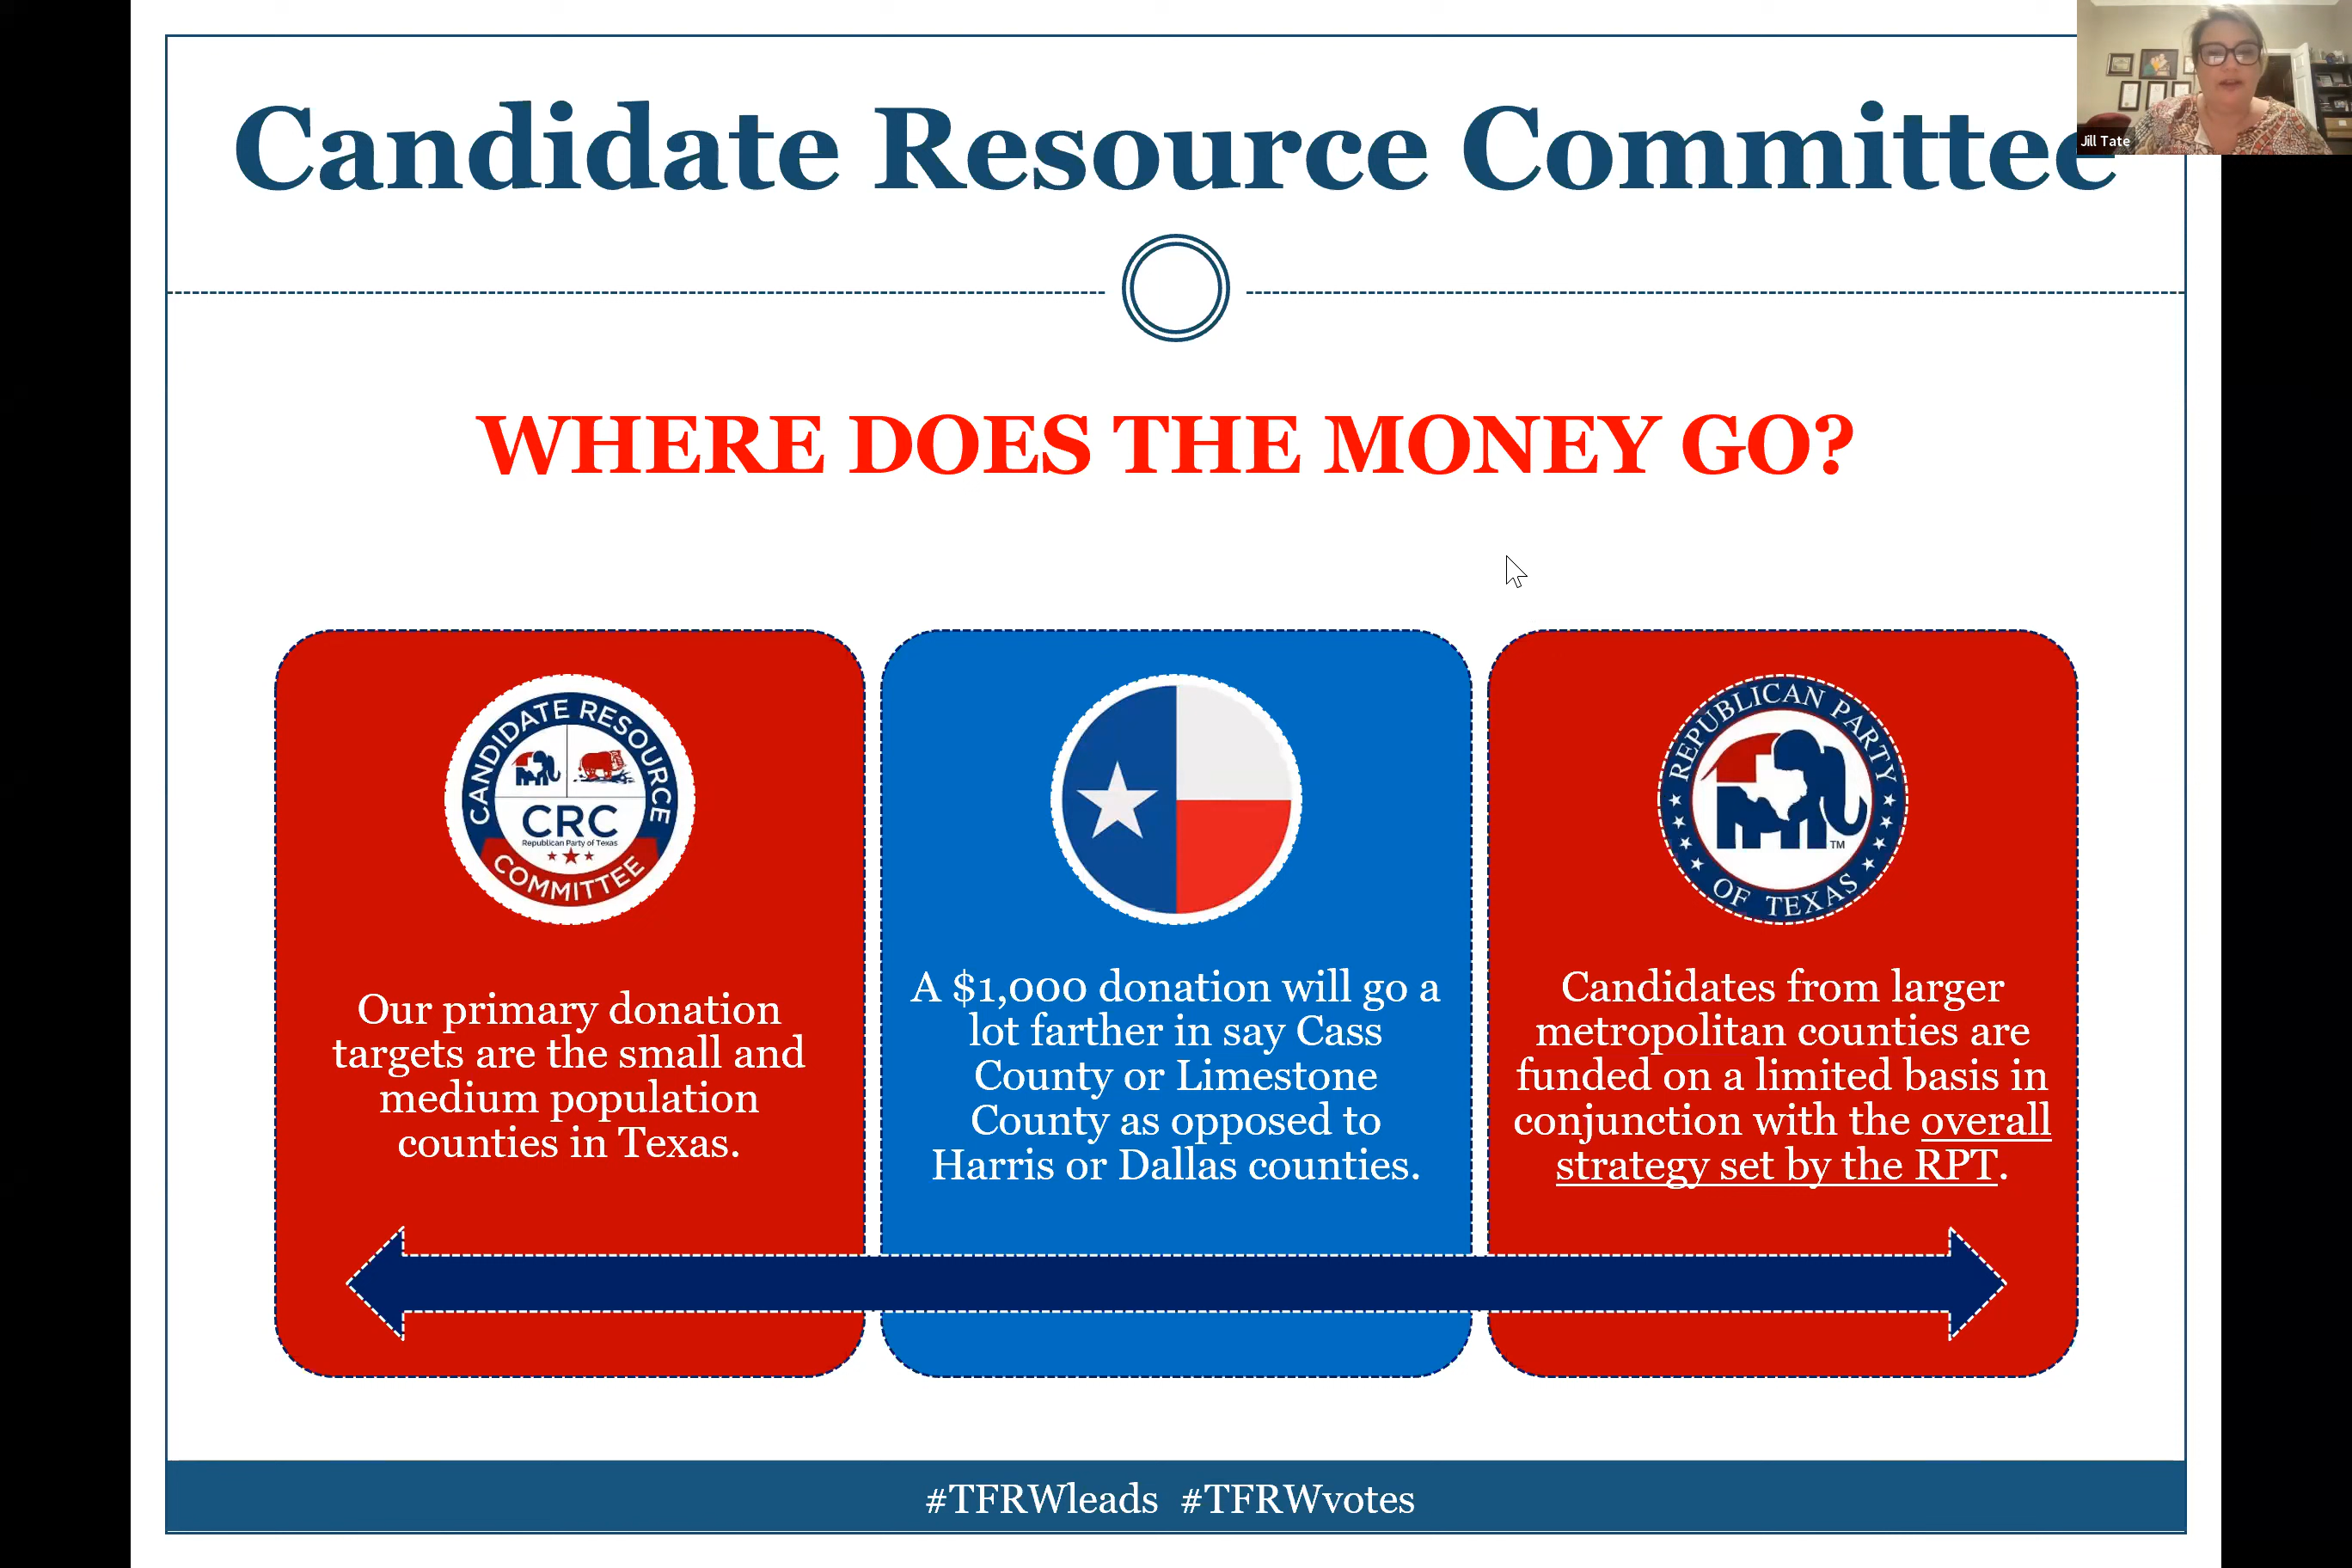 Candidate Resource Committee
Jill Tate
WHERE DOES THE MONEY GO?
CANDIDATE RESOURCE
CRC
Republican Party of Texas
COMMITTEE
Our primary donation
targets are the small and
medium population
counties in Texas.
A $1,000 donation will go a
lot farther in say Cass
County or Limestone
County as opposed to
Harris or Dallas counties.
REPUBLICAN PARTY
TM
OF TEXAS
Candidates from larger
metropolitan counties are
funded on a limited basis in
conjunction with the overall
strategy set by the RPT.
#TFRWleads #TFRWvotes